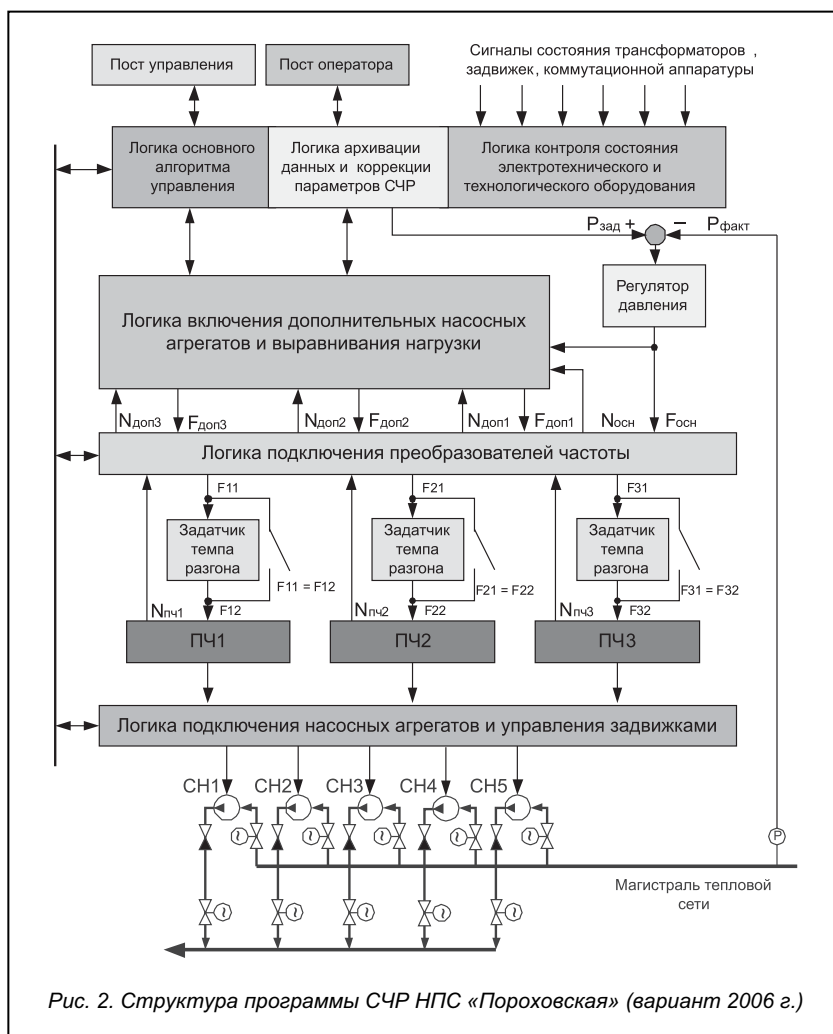 Пост управления
Пост оператора
Сигналы состояния трансформаторов ,
задвижек, коммутационной аппаратуры
Логика основного
алгоритма
управления
Логика архивации
данных и коррекции
параметров СЧР
Логика контроля состояния
электротехнического и
технологического оборудования
Pзад + − Pфакт
Регулятор
давления
Логика включения дополнительных насосных
агрегатов и выравнивания нагрузки
Nдоп3 Fдоп3 Nдоп2 Fдоп2 Nдоп1 Fдоп1 Nосн Fосн
Логика подключения преобразователей частоты
F11 F21 F31
Задатчик
темпа
разгона
Задатчик
темпа
разгона
Задатчик
темпа
разгона
F11 = F12 F21 = F22 F31 = F32
Nпч1 F12 Nпч2 F22 Nпч3 F32
ПЧ1 ПЧ2 ПЧ3
Логика подключения насосных агрегатов и управления задвижками
СН1 СН2 СН3 СН4 СН5
~ ~ ~ ~ ~ P
Магистраль тепловой
сети
~ ~ ~ ~ ~
Рис. 2. Структура программы СЧР НПС «Пороховская» (вариант 2006 г.)